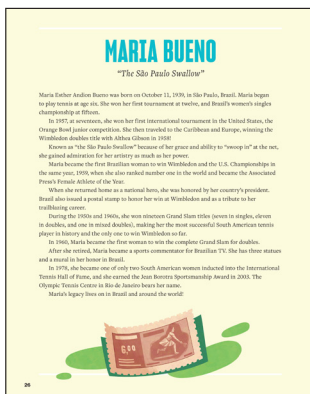 MARIA BUENO
"The São Paulo Swallow"
Maria Esther Andion Bueno was born on October 11, 1939, in São Paulo, Brazil. Maria began
to play tennis at age six. She won her first tournament at twelve, and Brazil's women's singles
championship at fifteen.
In 1957, at seventeen, she won her first international tournament in the United States, the
Orange Bowl junior competition. She then traveled to the Caribbean and Europe, winning the
Wimbledon doubles title with Althea Gibson in 1958!
Known as "the São Paulo Swallow" because of her grace and ability to "swoop in" at the net,
she gained admiration for her artistry as much as her power.
Maria became the first Brazilian woman to win Wimbledon and the U.S. Championships in
the same year, 1959, when she also ranked number one in the world and became the Associated
Press's Female Athlete of the Year.
When she returned home as a national hero, she was honored by her country's president.
Brazil also issued a postal stamp to honor her win at Wimbledon and as a tribute to her
trailblazing career.
During the 1950s and 1960s, she won nineteen Grand Slam titles (seven in singles, eleven
in doubles, and one in mixed doubles), making her the most successful South American tennis
player in history and the only one to win Wimbledon so far.
In 1960, Maria became the first woman to win the complete Grand Slam for doubles.
After she retired, Maria became a sports commentator for Brazilian TV. She has three statues
and a mural in her honor in Brazil.
In 1978, she became one of only two South American women inducted into the International
Tennis Hall of Fame, and she earned the Jean Borotra Sportsmanship Award in 2003. The
Olympic Tennis Centre in Rio de Janeiro bears her name.
Maria's legacy lives on in Brazil and around the world!
26